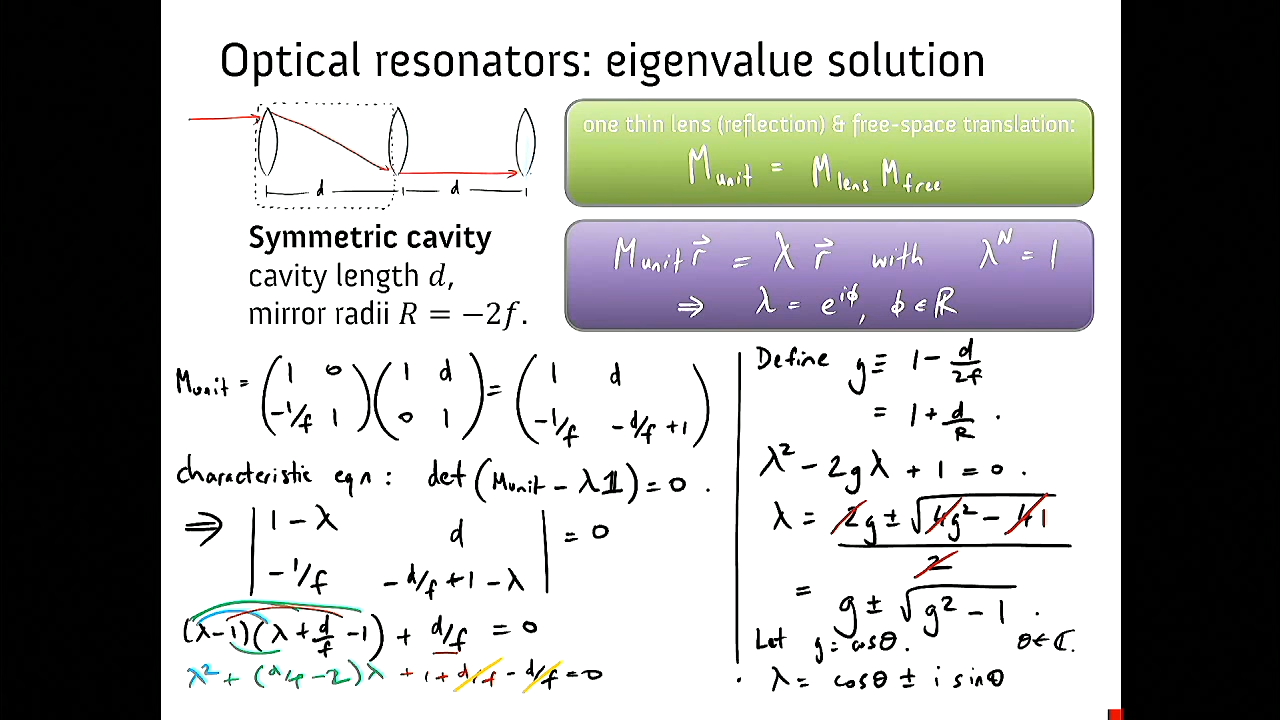 Optical resonators: eigenvalue solution
d
d
one thin lens (reflection) & free-space translation:
M_unit = M_lens M_free
Symmetric cavity
cavity length d,
mirror radii R = −2f.
M_unit r⃗ = λ r⃗ with λ^N = 1
⇒ λ = e^{iϕ}, ϕ ∈ ℝ
M_unit = (1 0; -1/f 1)(1 d; 0 1) = (1 d; -1/f -d/f +1)
characteristic eqn : det (M_unit - λ𝟙) = 0 .
⇒ |1 - λ d; -1/f -d/f +1 - λ| = 0
(λ-1)(λ + d/f - 1) + d/f = 0
λ² + (d/f - 2)λ + 1 + d/f - d/f = 0
Define g ≡ 1 - d/2f
= 1 + d/R .
λ² - 2gλ + 1 = 0 .
λ = 2g ± √(4g² - 41) / 2
= g ± √(g² - 1) .
Let g = cosθ. θ ∈ ℂ.
λ = cosθ ± i sinθ